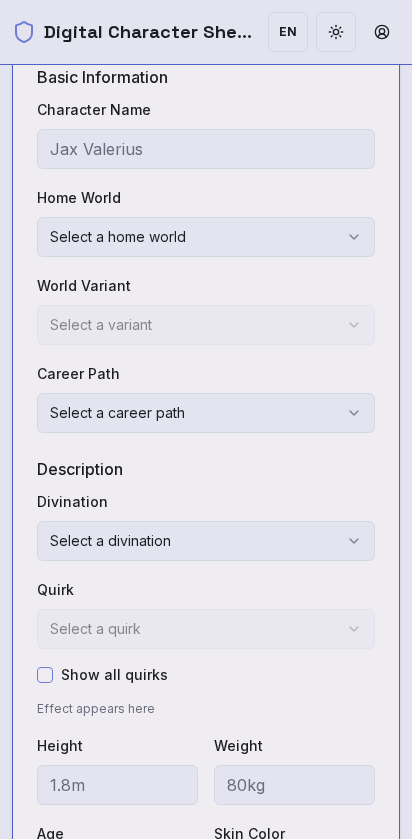 Digital Character She...
EN
Basic Information
Character Name
Jax Valerius
Home World
Select a home world
World Variant
Select a variant
Career Path
Select a career path
Description
Divination
Select a divination
Quirk
Select a quirk
Show all quirks
Effect appears here
Height Weight
1.8m 80kg
Age Skin Color